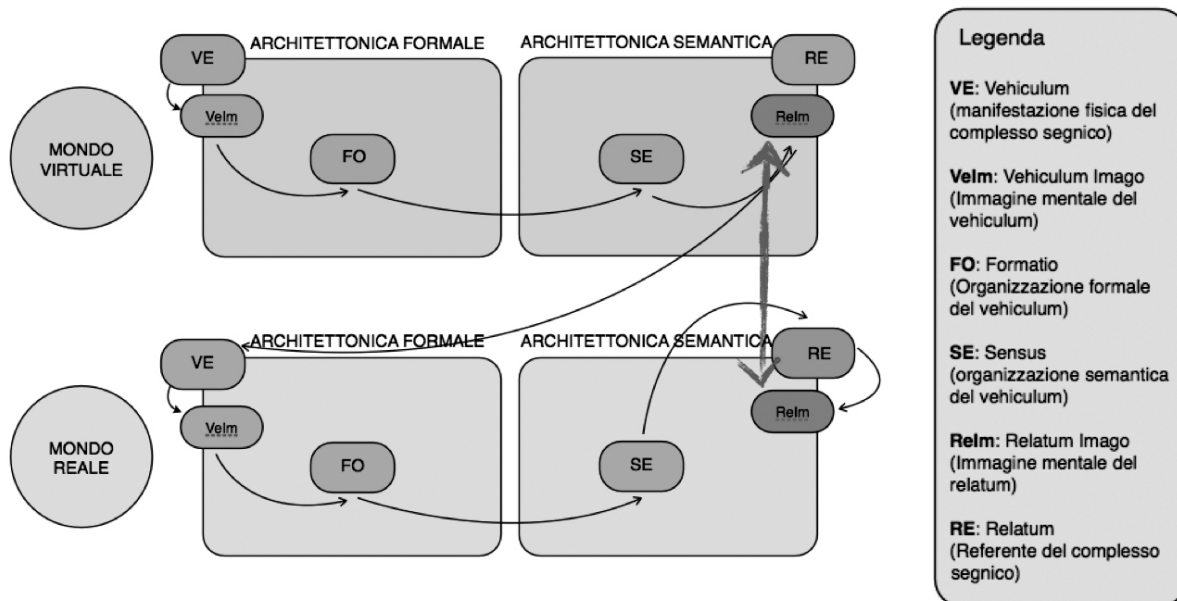 ARCHITETTONICA FORMALE
ARCHITETTONICA SEMANTICA
VE
RE
VeIm
ReIm
MONDO
VIRTUALE
FO
SE
ARCHITETTONICA FORMALE
ARCHITETTONICA SEMANTICA
VE
RE
VeIm
ReIm
MONDO
REALE
FO
SE
Legenda
VE: Vehiculum
(manifestazione fisica del
complesso segnico)
VeIm: Vehiculum Imago
(Immagine mentale del
vehiculum)
FO: Formatio
(Organizzazione formale
del vehiculum)
SE: Sensus
(organizzazione semantica
del vehiculum)
ReIm: Relatum Imago
(Immagine mentale del
relatum)
RE: Relatum
(Referente del complesso
segnico)